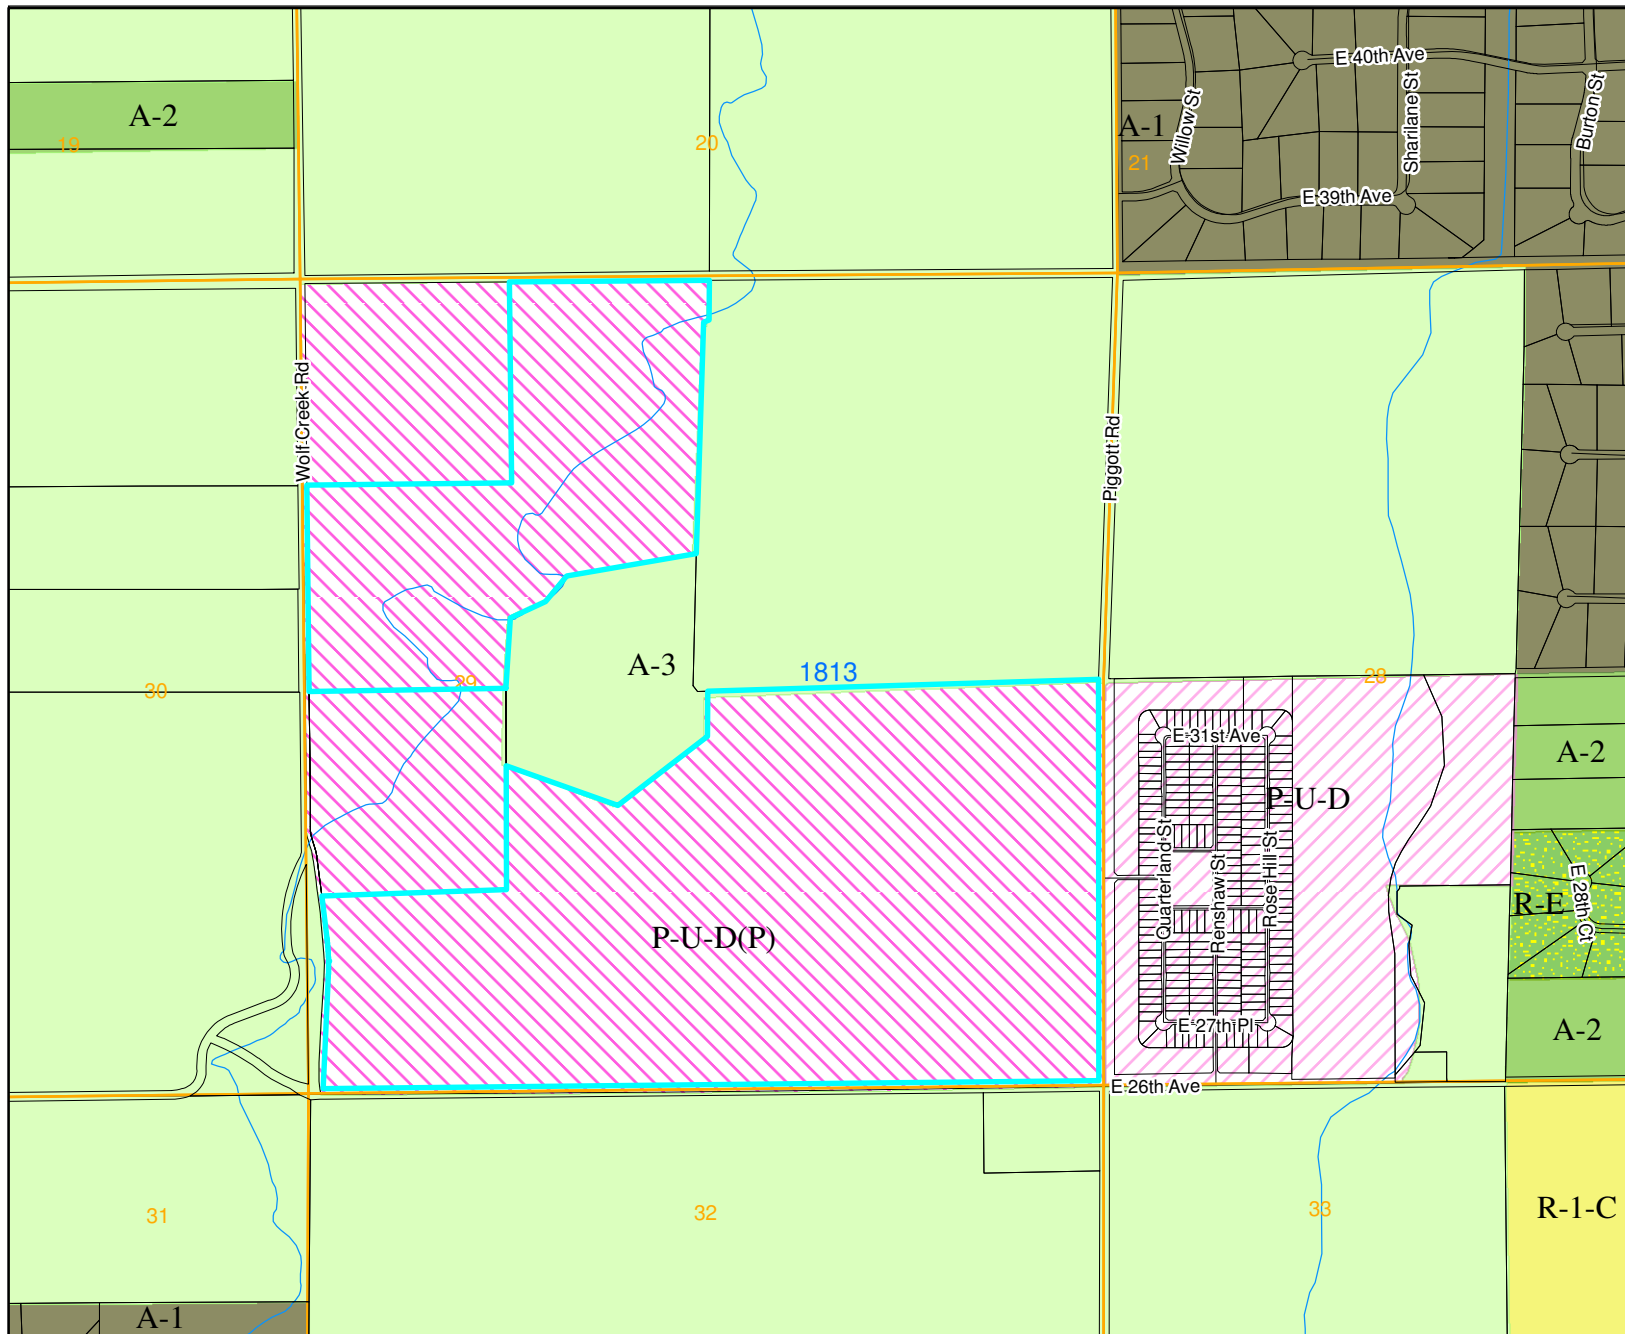 E 40th Ave
A-2
Willow St
Sharilane St
Burton St
A-1
19
20
21
E 39th Ave
Wolf Creek Rd
Piggott Rd
A-3
1813
30
29
28
E 31st Ave
A-2
P-U-D
Quarterland St
Renshaw St
Rose Hill St
R-E
E 28th Ct
P-U-D(P)
E 27th Pl
A-2
E 26th Ave
31
32
33
R-1-C
A-1